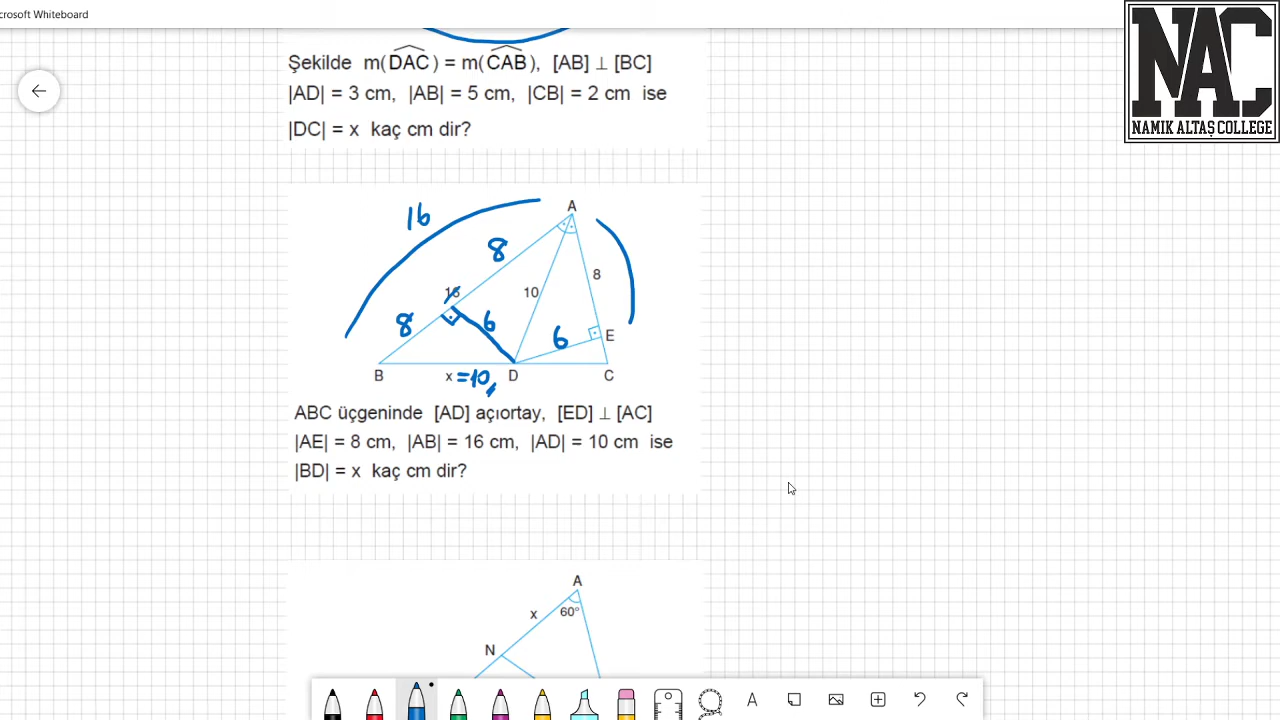 crosoft Whiteboard
NAC
NAMIK ALTAŞ COLLEGE
Şekilde m(DAC) = m(CAB), [AB] ⊥ [BC]
|AD| = 3 cm, |AB| = 5 cm, |CB| = 2 cm ise
|DC| = x kaç cm dir?
16
A
8
8
16
10
8
6
6
E
B
x =10
D
C
ABC üçgeninde [AD] açıortay, [ED] ⊥ [AC]
|AE| = 8 cm, |AB| = 16 cm, |AD| = 10 cm ise
|BD| = x kaç cm dir?
A
x
60°
N
A